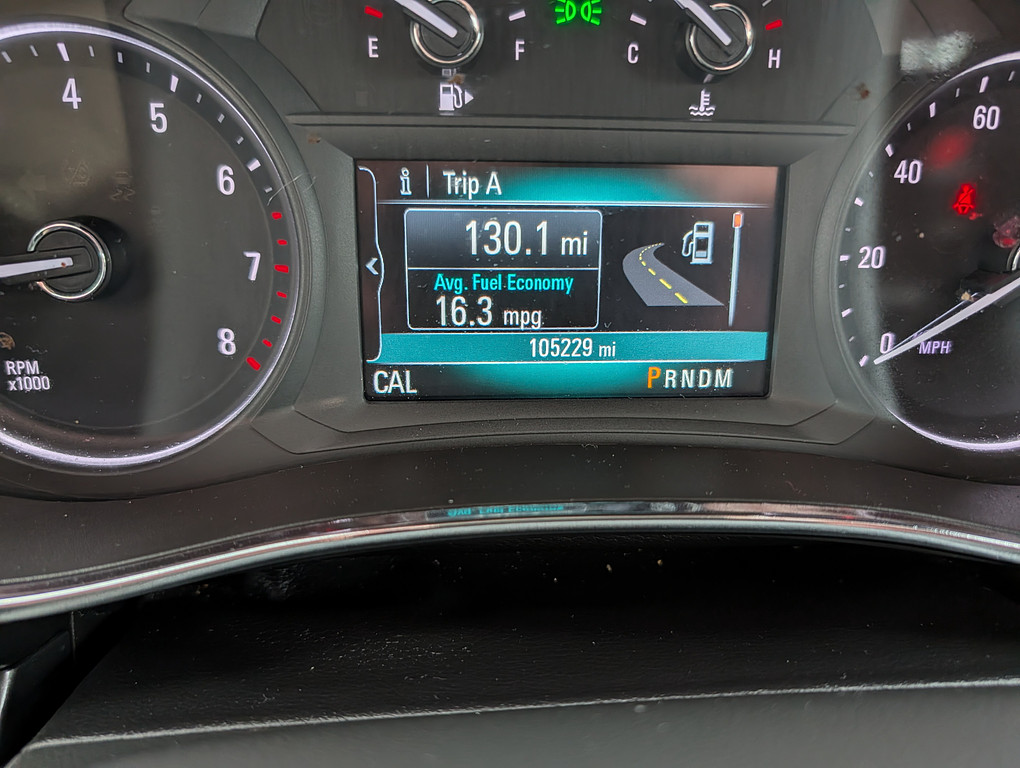 E F C H
4 5 6 7 8
RPM
x1000
i Trip A
130.1 mi
Avg. Fuel Economy
16.3 mpg
105229 mi
CAL PRNDM
60
40
20
0 MPH